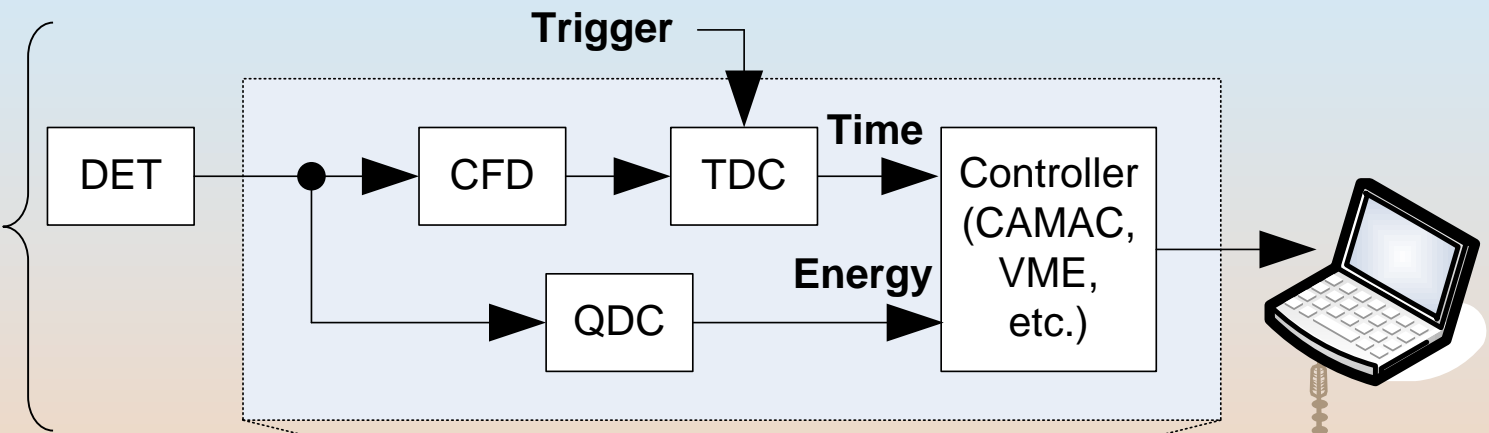 Trigger
DET
CFD
TDC
Time
Controller
(CAMAC,
VME,
etc.)
Energy
QDC